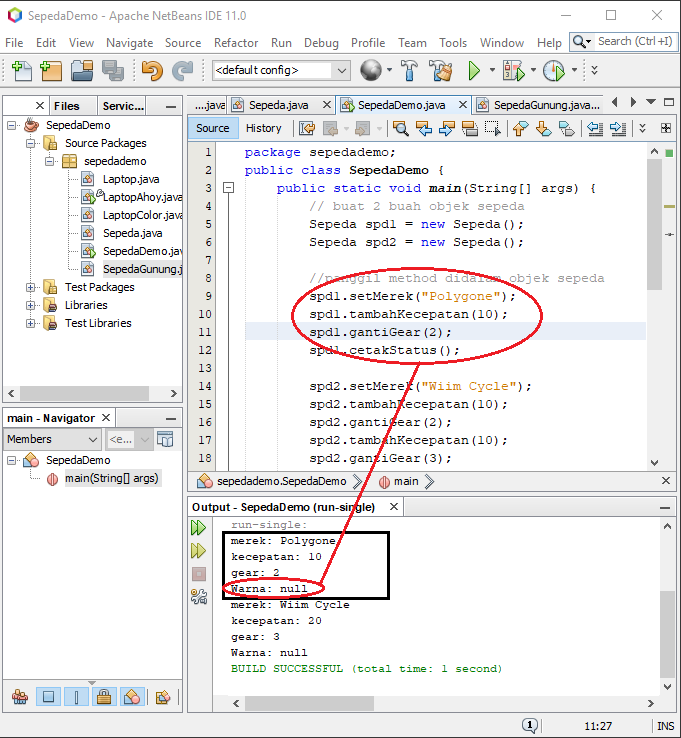 SepedaDemo - Apache NetBeans IDE 11.0
File Edit View Navigate Source Refactor Run Debug Profile Team Tools Window Help Search (Ctrl+I)
<default config>
Files Servic...
SepedaDemo
Source Packages
sepedademo
Laptop.java
LaptopAhoy.java
LaptopColor.java
Sepeda.java
SepedaDemo.jav
SepedaGunung.j
Test Packages
Libraries
Test Libraries
main - Navigator
Members <e...
SepedaDemo
main(String[] args)
...java Sepeda.java SepedaDemo.java SepedaGunung.java...
Source History
1 package sepedademo;
2 public class SepedaDemo {
3 public static void main(String[] args) {
4 // buat 2 buah objek sepeda
5 Sepeda spd1 = new Sepeda();
6 Sepeda spd2 = new Sepeda();
7
8 //panggil method didalam objek sepeda
9 spd1.setMerek("Polygone");
10 spd1.tambahKecepatan(10);
11 spd1.gantiGear(2);
12 spd1.cetakStatus();
13
14 spd2.setMerek("Wiim Cycle");
15 spd2.tambahKecepatan(10);
16 spd2.gantiGear(2);
17 spd2.tambahKecepatan(10);
18 spd2.gantiGear(3);
sepedademo.SepedaDemo main
Output - SepedaDemo (run-single)
run-single:
merek: Polygone
kecepatan: 10
gear: 2
Warna: null
merek: Wiim Cycle
kecepatan: 20
gear: 3
Warna: null
BUILD SUCCESSFUL (total time: 1 second)
1 11:27 INS